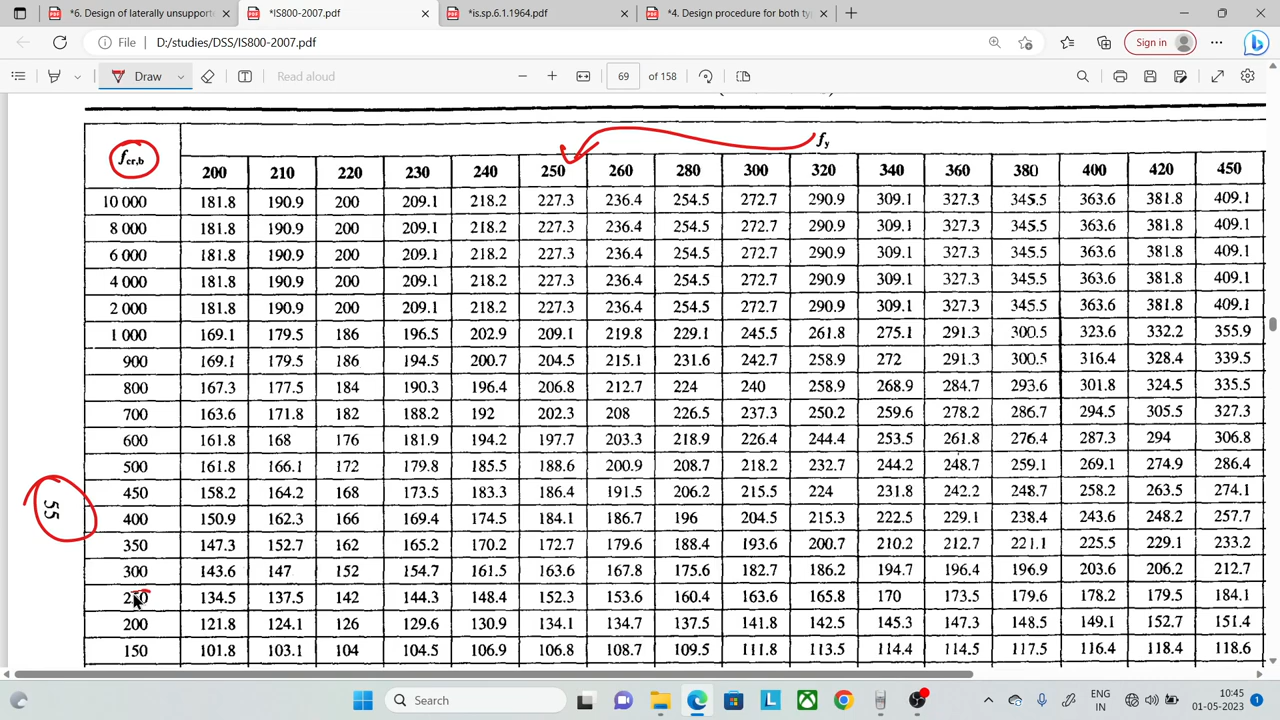 *6. Design of laterally unsupport
*IS800-2007.pdf
*is.sp.6.1.1964.pdf
*4. Design procedure for both ty
File D:/studies/DSS/IS800-2007.pdf
Sign in
Draw
Read aloud
69 of 158
fcr,b
fy
200 210 220 230 240 250 260 280 300 320 340 360 380 400 420 450
10 000 181.8 190.9 200 209.1 218.2 227.3 236.4 254.5 272.7 290.9 309.1 327.3 345.5 363.6 381.8 409.1
8 000 181.8 190.9 200 209.1 218.2 227.3 236.4 254.5 272.7 290.9 309.1 327.3 345.5 363.6 381.8 409.1
6 000 181.8 190.9 200 209.1 218.2 227.3 236.4 254.5 272.7 290.9 309.1 327.3 345.5 363.6 381.8 409.1
4 000 181.8 190.9 200 209.1 218.2 227.3 236.4 254.5 272.7 290.9 309.1 327.3 345.5 363.6 381.8 409.1
2 000 181.8 190.9 200 209.1 218.2 227.3 236.4 254.5 272.7 290.9 309.1 327.3 345.5 363.6 381.8 409.1
1 000 169.1 179.5 186 196.5 202.9 209.1 219.8 229.1 245.5 261.8 275.1 291.3 300.5 323.6 332.2 355.9
900 169.1 179.5 186 194.5 200.7 204.5 215.1 231.6 242.7 258.9 272 291.3 300.5 316.4 328.4 339.5
800 167.3 177.5 184 190.3 196.4 206.8 212.7 224 240 258.9 268.9 284.7 293.6 301.8 324.5 335.5
700 163.6 171.8 182 188.2 192 202.3 208 226.5 237.3 250.2 259.6 278.2 286.7 294.5 305.5 327.3
600 161.8 168 176 181.9 194.2 197.7 203.3 218.9 226.4 244.4 253.5 261.8 276.4 287.3 294 306.8
500 161.8 166.1 172 179.8 185.5 188.6 200.9 208.7 218.2 232.7 244.2 248.7 259.1 269.1 274.9 286.4
450 158.2 164.2 168 173.5 183.3 186.4 191.5 206.2 215.5 224 231.8 242.2 248.7 258.2 263.5 274.1
55
400 150.9 162.3 166 169.4 174.5 184.1 186.7 196 204.5 215.3 222.5 229.1 238.4 243.6 248.2 257.7
350 147.3 152.7 162 165.2 170.2 172.7 179.6 188.4 193.6 200.7 210.2 212.7 221.1 225.5 229.1 233.2
300 143.6 147 152 154.7 161.5 163.6 167.8 175.6 182.7 186.2 194.7 196.4 196.9 203.6 206.2 212.7
134.5 137.5 142 144.3 148.4 152.3 153.6 160.4 163.6 165.8 170 173.5 179.6 178.2 179.5 184.1
200 121.8 124.1 126 129.6 130.9 134.1 134.7 137.5 141.8 142.5 145.3 147.3 148.5 149.1 152.7 151.4
150 101.8 103.1 104 104.5 106.9 106.8 108.7 109.5 111.8 113.5 114.4 114.5 117.5 116.4 118.4 118.6
Search
ENG
IN
10:45
01-05-2023